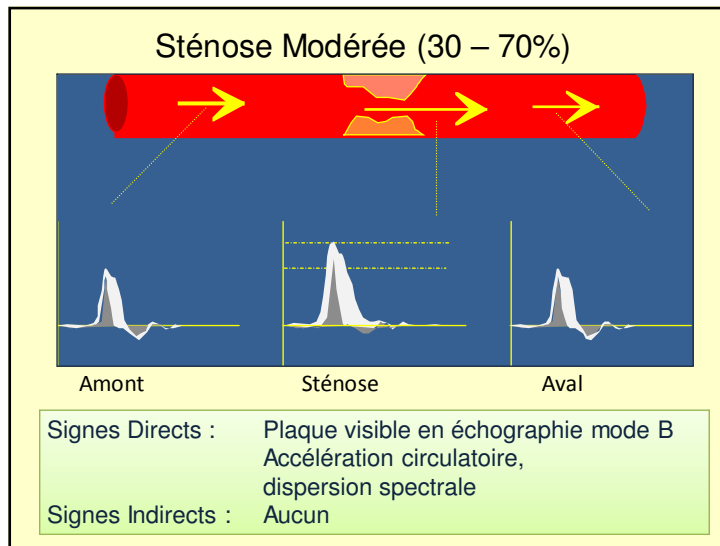 Sténose Modérée (30 – 70%)
Amont Sténose Aval
Signes Directs : Plaque visible en échographie mode B
Accélération circulatoire,
dispersion spectrale
Signes Indirects : Aucun